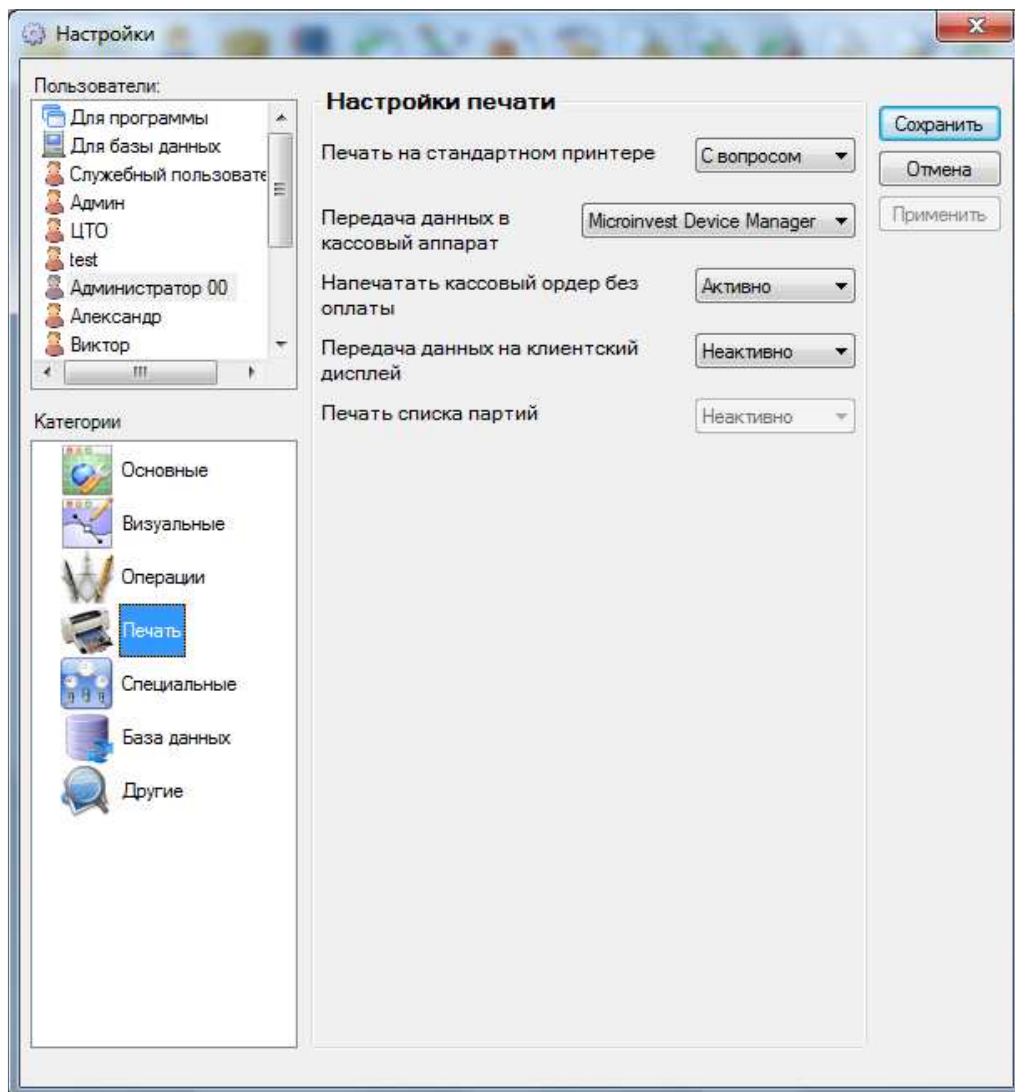 Настройки
Пользователи:
Для программы
Для базы данных
Служебный пользовате
Админ
ЦТО
test
Администратор 00
Александр
Виктор
Категории
Основные
Визуальные
Операции
Печать
Специальные
База данных
Другие
Настройки печати
Печать на стандартном принтере
С вопросом
Передача данных в
кассовый аппарат
Microinvest Device Manager
Напечатать кассовый ордер без
оплаты
Активно
Передача данных на клиентский
дисплей
Неактивно
Печать списка партий
Неактивно
Сохранить
Отмена
Применить